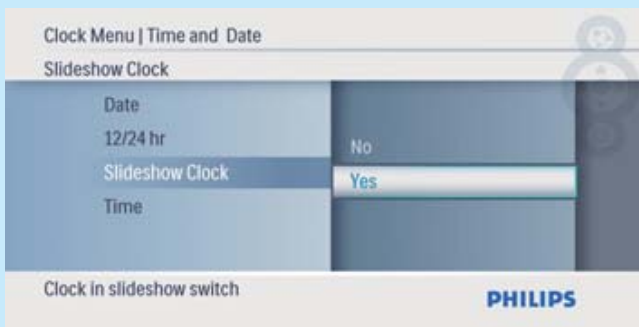 Clock Menu | Time and Date
Slideshow Clock
Date
12/24 hr
Slideshow Clock
Time
No
Yes
Clock in slideshow switch
PHILIPS